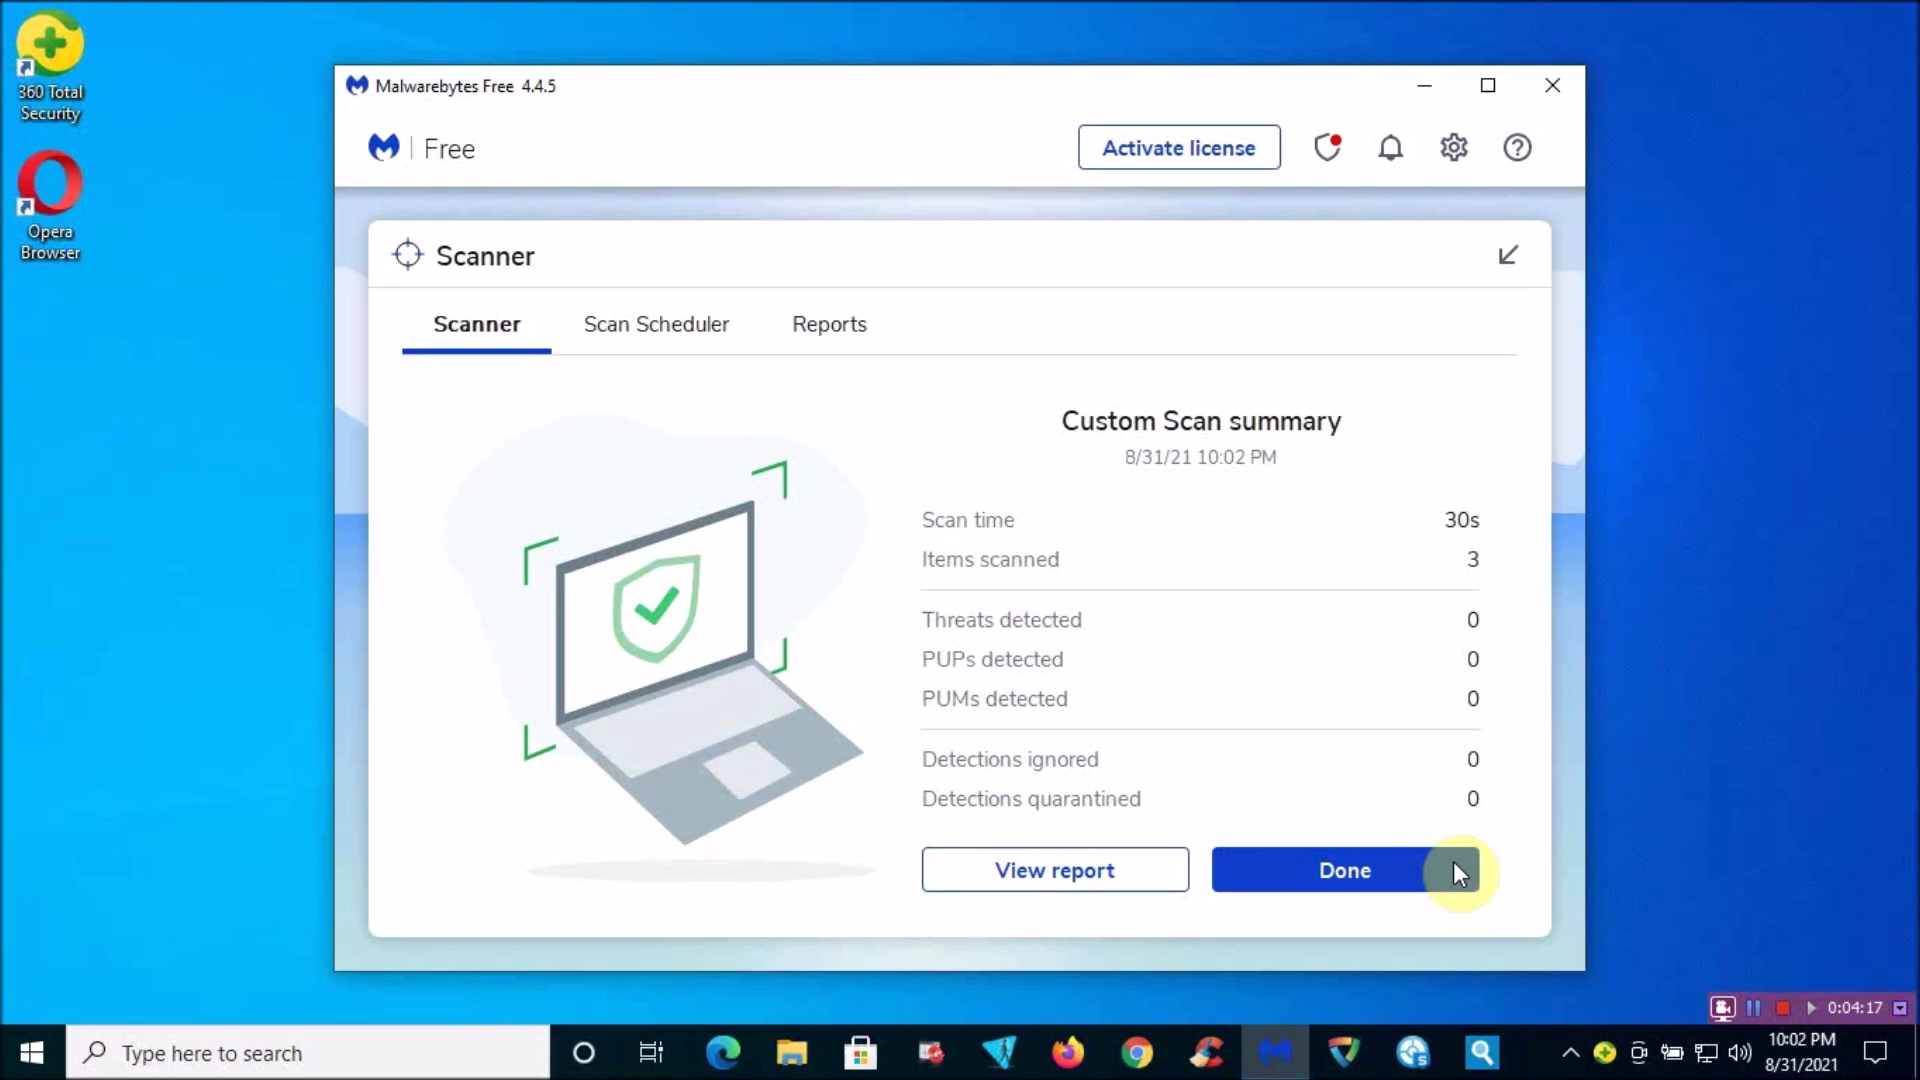 360 Total
Security
Opera
Browser
Malwarebytes Free 4.4.5
Free
Activate license
Scanner
Scanner
Scan Scheduler
Reports
Custom Scan summary
8/31/21 10:02 PM
Scan time 30s
Items scanned 3
Threats detected 0
PUPs detected 0
PUMs detected 0
Detections ignored 0
Detections quarantined 0
View report
Done
0:04:17
Type here to search
10:02 PM
8/31/2021